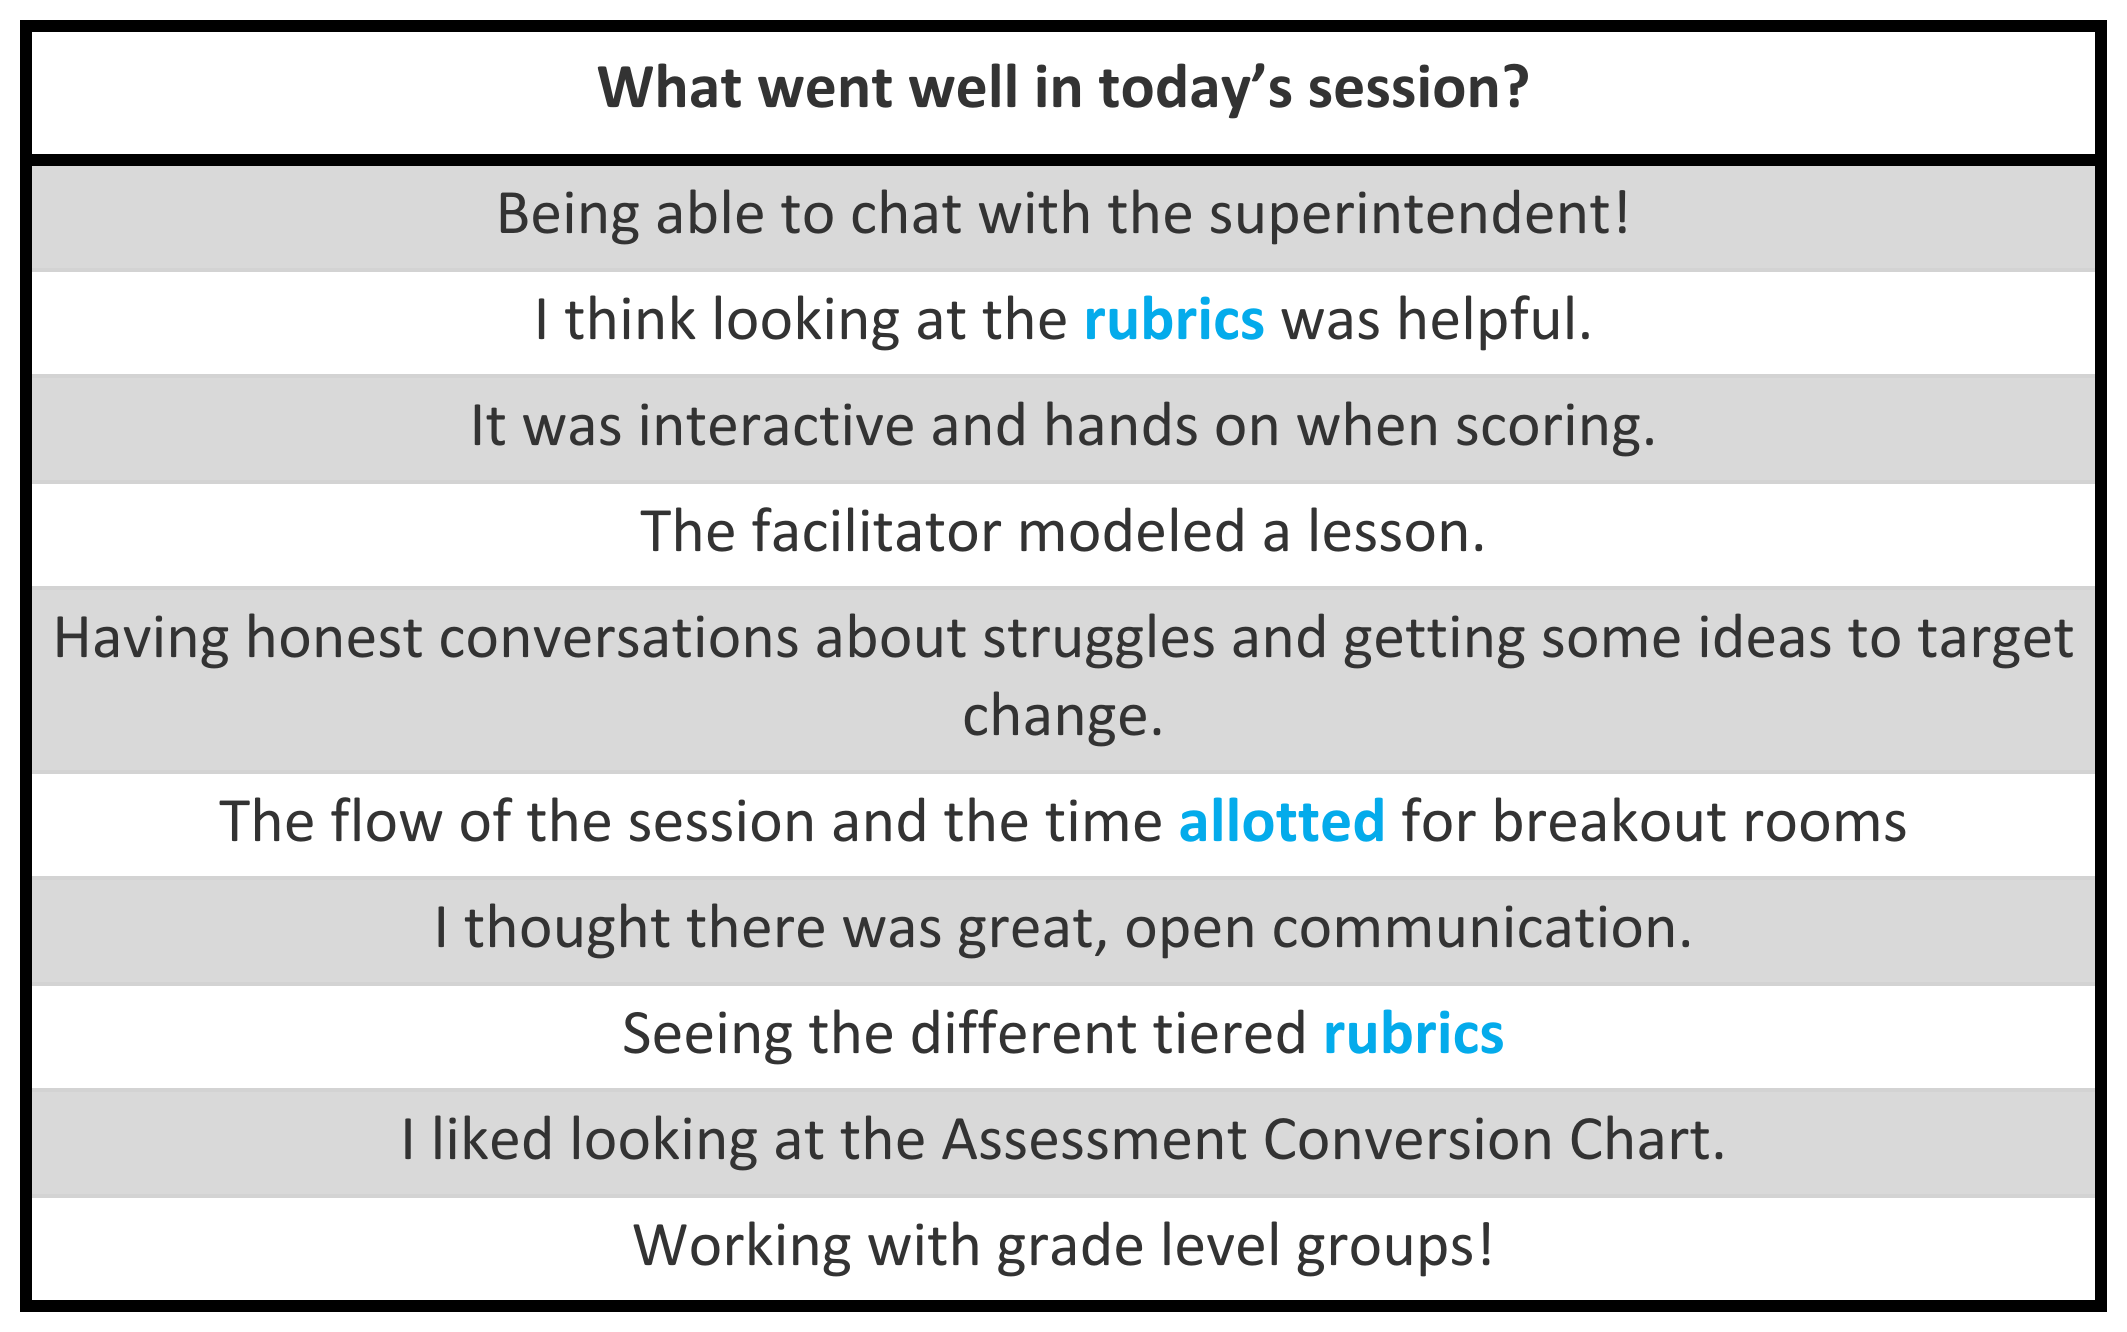 What went well in today’s session?
Being able to chat with the superintendent!
I think looking at the rubrics was helpful.
It was interactive and hands on when scoring.
The facilitator modeled a lesson.
Having honest conversations about struggles and getting some ideas to target
change.
The flow of the session and the time allotted for breakout rooms
I thought there was great, open communication.
Seeing the different tiered rubrics
I liked looking at the Assessment Conversion Chart.
Working with grade level groups!